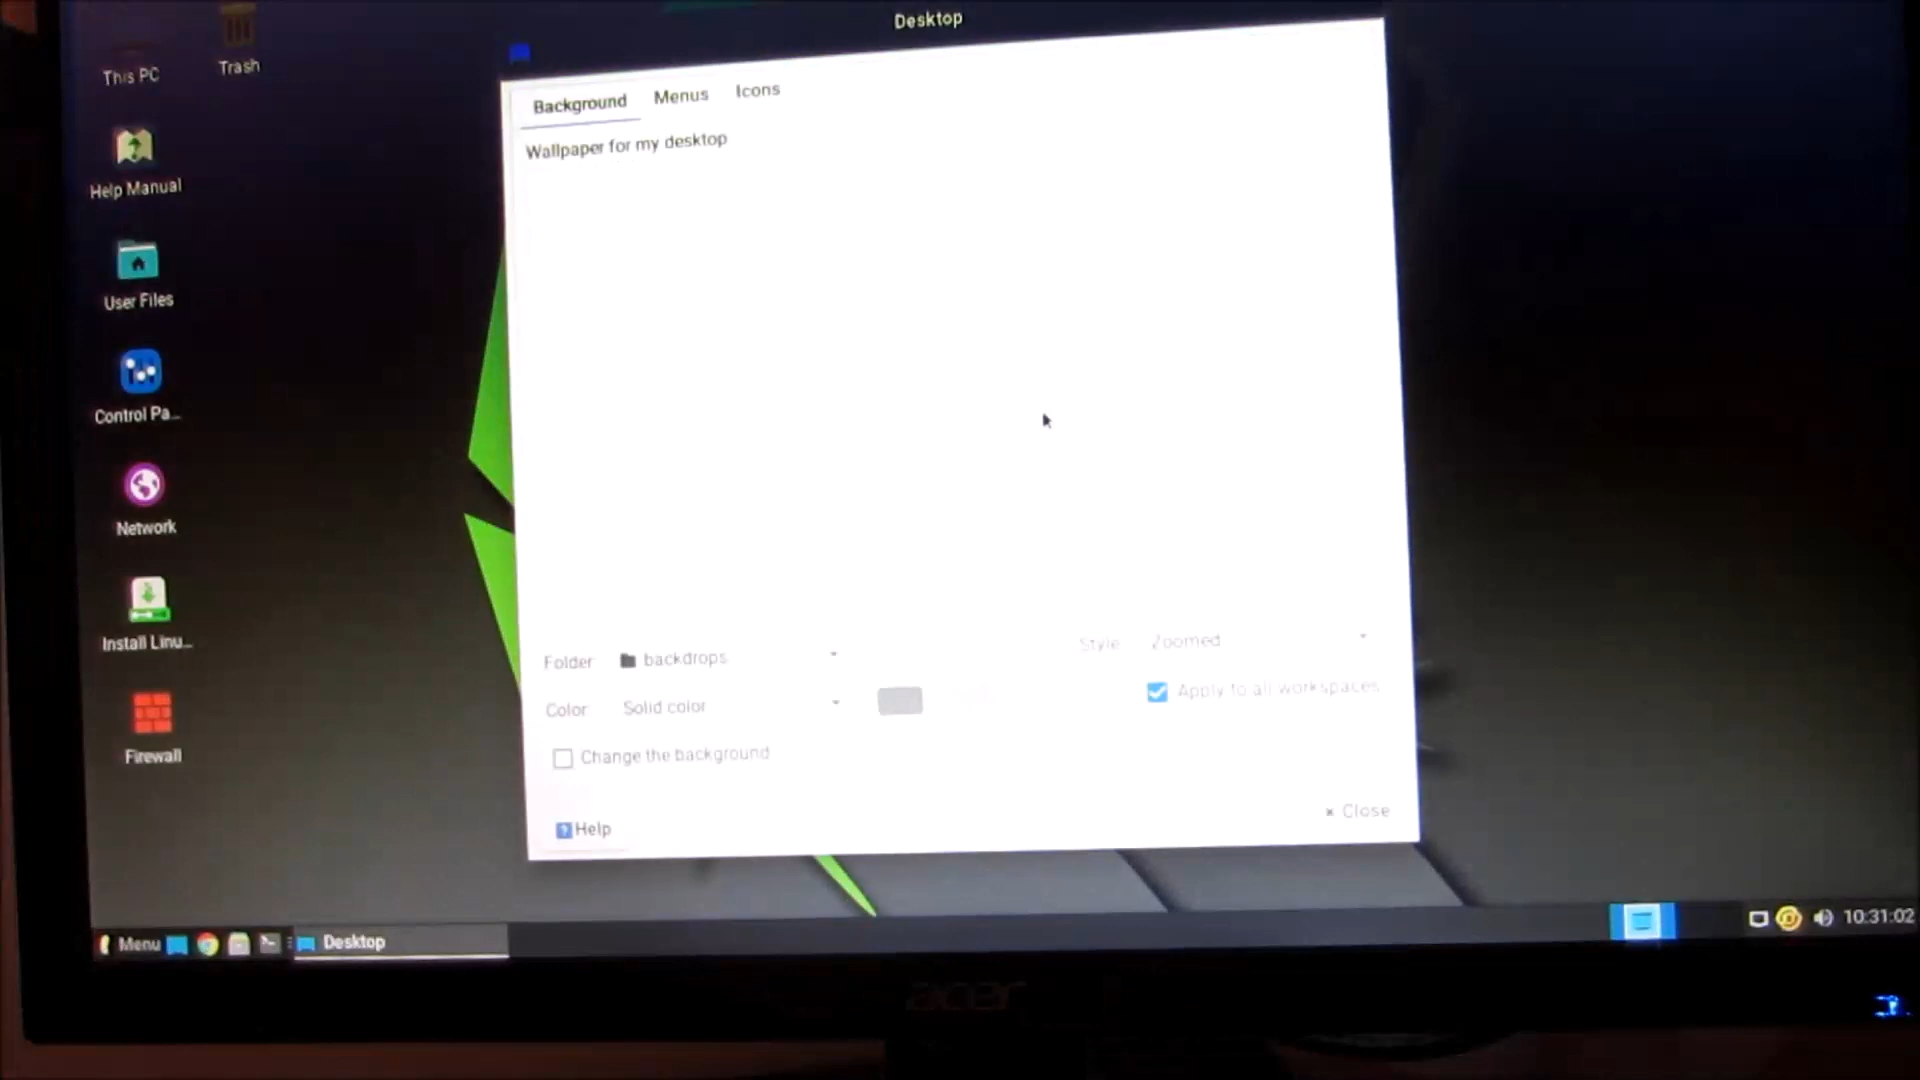 Desktop
This PC
Trash
Background Menus Icons
Wallpaper for my desktop
Help Manual
User Files
Control Pa...
Network
Install Linu...
Firewall
Folder backdrops
Style Zoomed
Color Solid color
Apply to all workspaces
Change the background
Help
Close
Menu Desktop
10:31:02
acer